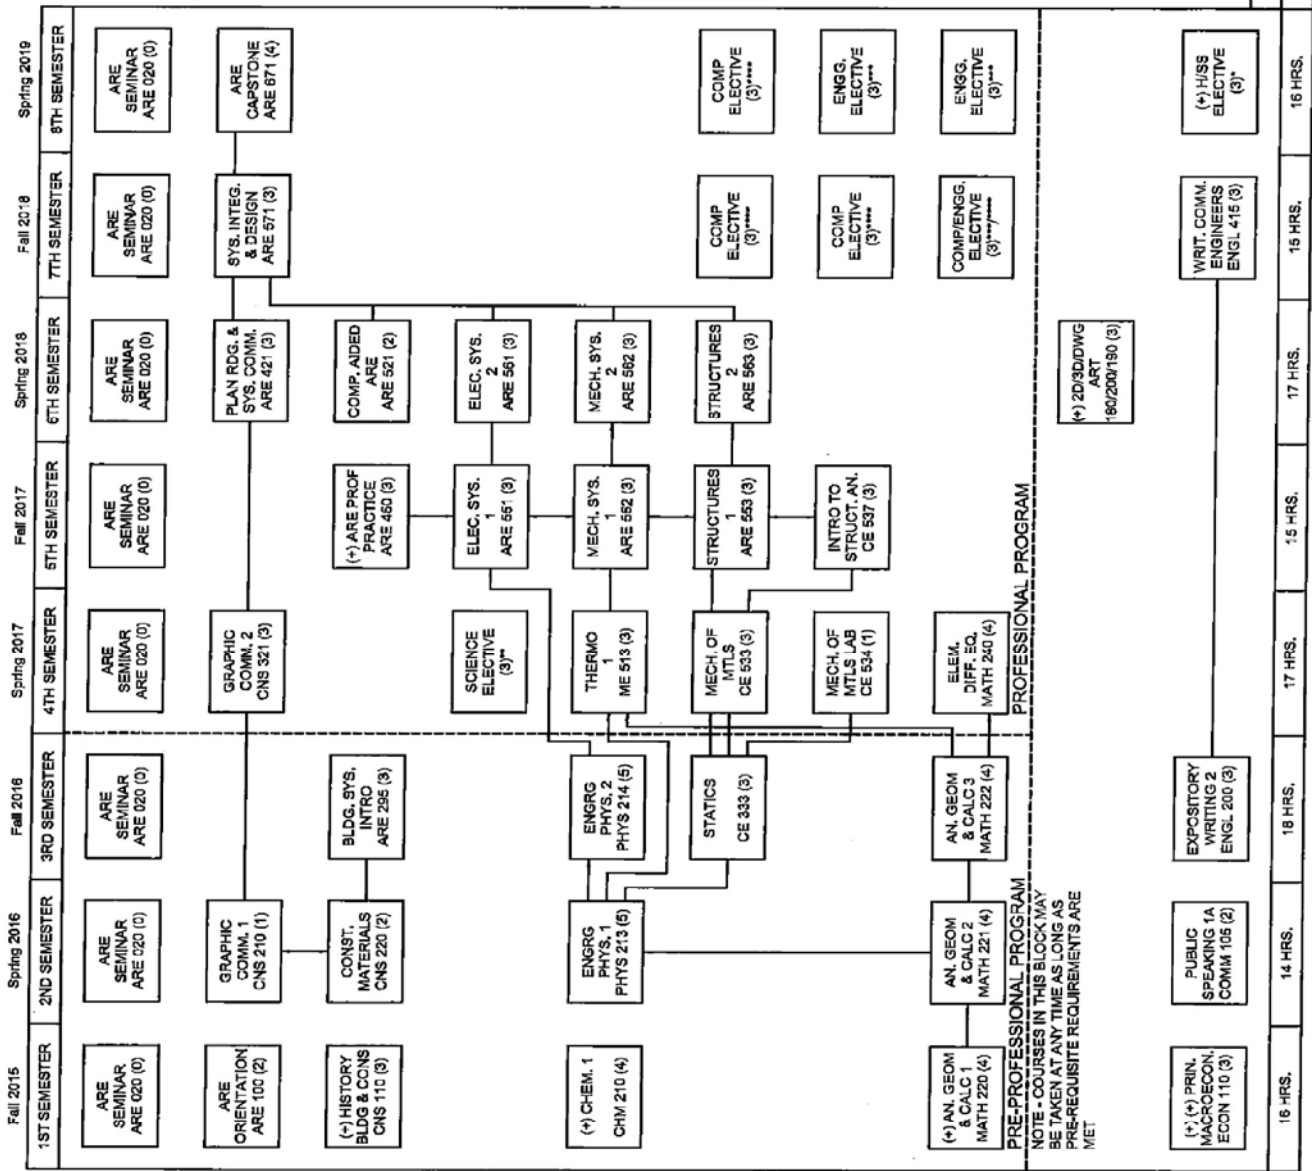 Fall 2015
Spring 2016
Fall 2016
Spring 2017
Fall 2017
Spring 2018
Fall 2018
Spring 2019
1ST SEMESTER
2ND SEMESTER
3RD SEMESTER
4TH SEMESTER
5TH SEMESTER
6TH SEMESTER
7TH SEMESTER
8TH SEMESTER
ARE
SEMINAR
ARE 020 (0)
ARE
SEMINAR
ARE 020 (0)
ARE
SEMINAR
ARE 020 (0)
ARE
SEMINAR
ARE 020 (0)
ARE
SEMINAR
ARE 020 (0)
ARE
SEMINAR
ARE 020 (0)
ARE
SEMINAR
ARE 020 (0)
ARE
SEMINAR
ARE 020 (0)
ARE
ORIENTATION
ARE 100 (2)
GRAPHIC
COMM. 1
CNS 210 (1)
GRAPHIC
COMM. 2
CNS 321 (3)
PLAN RDG. &
SYS. COMM.
ARE 421 (3)
SYS. INTEG.
& DESIGN
ARE 571 (3)
ARE
CAPSTONE
ARE 671 (4)
(+) HISTORY
BLDG & CONS
CNS 110 (3)
CONST.
MATERIALS
CNS 220 (2)
BLDG. SYS.
INTRO
ARE 295 (3)
(+) ARE PROF
PRACTICE
ARE 460 (3)
COMP. AIDED
ARE
ARE 521 (2)
SCIENCE
ELECTIVE
(3)**
ELEC. SYS.
1
ARE 551 (3)
ELEC. SYS.
2
ARE 561 (3)
(+) CHEM. 1
CHM 210 (4)
ENGRG
PHYS. 1
PHYS 213 (5)
ENGRG
PHYS. 2
PHYS 214 (5)
THERMO
1
ME 513 (3)
MECH. SYS.
1
ARE 552 (3)
MECH. SYS.
2
ARE 562 (3)
STATICS
CE 333 (3)
MECH. OF
MTLS
CE 533 (3)
STRUCTURES
1
ARE 553 (3)
STRUCTURES
2
ARE 563 (3)
COMP
ELECTIVE
(3)****
COMP
ELECTIVE
(3)****
MECH. OF
MTLS LAB
CE 534 (1)
INTRO TO
STRUCT. AN.
CE 537 (3)
COMP
ELECTIVE
(3)****
ENGG.
ELECTIVE
(3)***
(+) AN. GEOM
& CALC 1
MATH 220 (4)
AN. GEOM
& CALC 2
MATH 221 (4)
AN. GEOM
& CALC 3
MATH 222 (4)
ELEM.
DIFF. EQ.
MATH 240 (4)
COMP/ENGG.
ELECTIVE
(3)***/****
ENGG.
ELECTIVE
(3)***
PRE-PROFESSIONAL PROGRAM
PROFESSIONAL PROGRAM
NOTE - COURSES IN THIS BLOCK MAY
BE TAKEN AT ANY TIME AS LONG AS
PRE-REQUISITE REQUIREMENTS ARE
MET
(+) 2D/3D/DWG
ART
180/200/190 (3)
(+) (+) PRIN.
MACROECON.
ECON 110 (3)
PUBLIC
SPEAKING 1A
COMM 105 (2)
EXPOSITORY
WRITING 2
ENGL 200 (3)
WRIT. COMM.
ENGINEERS
ENGL 415 (3)
(+) H/SS
ELECTIVE
(3)*
16 HRS.
14 HRS.
18 HRS.
17 HRS.
15 HRS.
17 HRS.
15 HRS.
16 HRS.